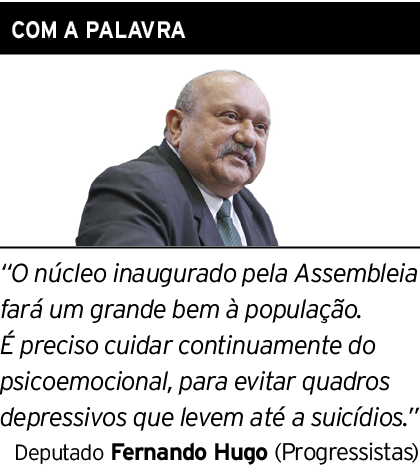 COM A PALAVRA
“O núcleo inaugurado pela Assembleia
fará um grande bem à população.
É preciso cuidar continuamente do
psicoemocional, para evitar quadros
depressivos que levem até a suicídios.”
Deputado Fernando Hugo (Progressistas)